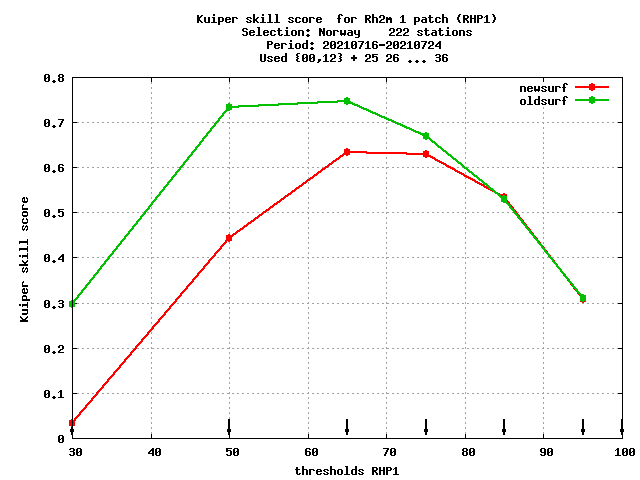 Kuiper skill score  for Rh2m 1 patch (RHP1)
Selection: Norway    222 stations
Period: 20210716-20210724
Used {00,12} + 25 26 ... 36
newsurf
oldsurf
0.8
0.7
0.6
0.5
0.4
0.3
0.2
0.1
0
Kuiper skill score
30 40 50 60 70 80 90 100
thresholds RHP1